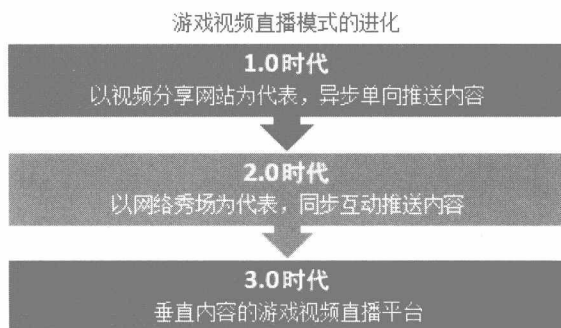 游戏视频直播模式的进化
1.0时代
以视频分享网站为代表，异步单向推送内容
2.0时代
以网络秀场为代表，同步互动推送内容
3.0时代
垂直内容的游戏视频直播平台